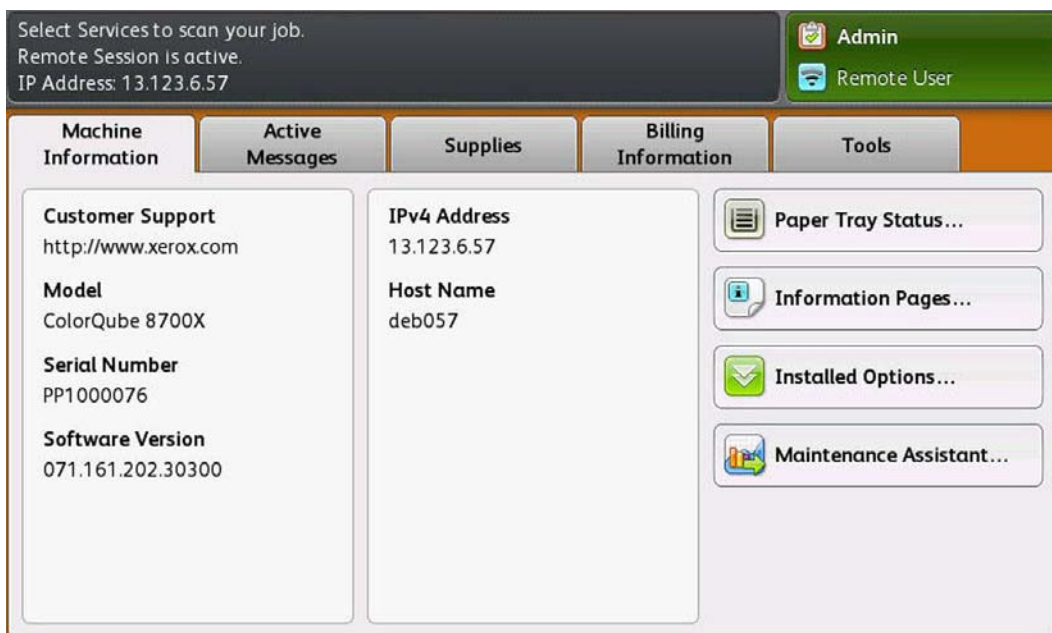 Select Services to scan your job.
Remote Session is active.
IP Address: 13.123.6.57
Admin
Remote User
Machine
Information
Active
Messages
Supplies
Billing
Information
Tools
Customer Support
http://www.xerox.com
Model
ColorQube 8700X
Serial Number
PP1000076
Software Version
071.161.202.30300
IPv4 Address
13.123.6.57
Host Name
deb057
Paper Tray Status...
Information Pages...
Installed Options...
Maintenance Assistant...